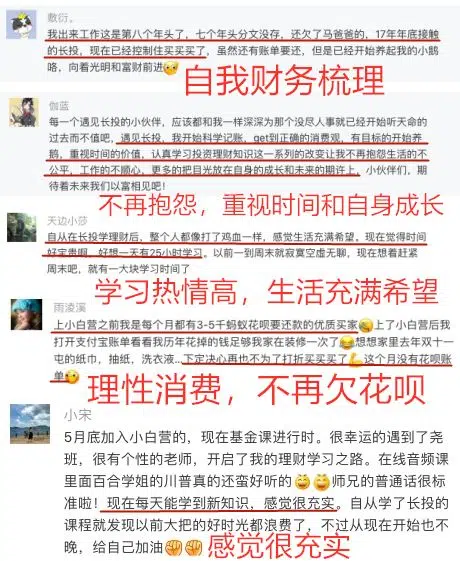 敷衍。
我出来工作这是第八个年头了，七个年头分文没存，还欠了马爸爸的，17年年底接触
的长投，现在已经控制住买买买了，虽然还有账单要还，但是已经开始养起我的小鹅
咯，向着光明和富财前进
自我财务梳理
伽蓝
每一个遇见长投的小伙伴，应该都和我一样深深为那个没尽人事就已经开始听天命的
过去而不值吧，遇见长投，我开始科学记账，get到正确的消费观，有目标的开始养
鹅，重视时间的价值，认真学习投资理财知识这一系列的改变让我不再抱怨生活的不
公平，工作的不顺心，更多的把目光放在自身的成长和未来的期许上，小伙伴们，期
待着未来我们以富相见吧！
不再抱怨，重视时间和自身成长
天边小莎
自从在长投学理财后，整个人都像打了鸡血一样，感觉生活充满希望，现在觉得时间
好宝贵啊，好想一天有25小时学习。以前一到周末就寂寞空虚无聊，现在想着赶紧
周末吧，就有一大块学习时间了
学习热情高，生活充满希望
雨凌溪
上小白营之前我是每个月都有3-5千蚂蚁花呗要还款的优质买家上了小白营后我
打开支付宝账单看看我历年花掉的钱足够我家在装修一次了想想家里去年双十一
屯的纸巾，抽纸，洗衣液...下定决心再也不为了打折买买买了这个月没有花呗账
单
理性消费，不再欠花呗
小宋
5月底加入小白营的，现在基金课进行时。很幸运的遇到了尧
班，很有个性的老师，开启了我的理财学习之路。在线音频课
里面百合学姐的川普真的还蛮好听的师兄的普通话很标
准啦！现在每天能学到新知识，感觉很充实。自从学了长投的
课程就发现以前大把的好时光都浪费了，不过从现在开始也不
晚，给自己加油
感觉很充实